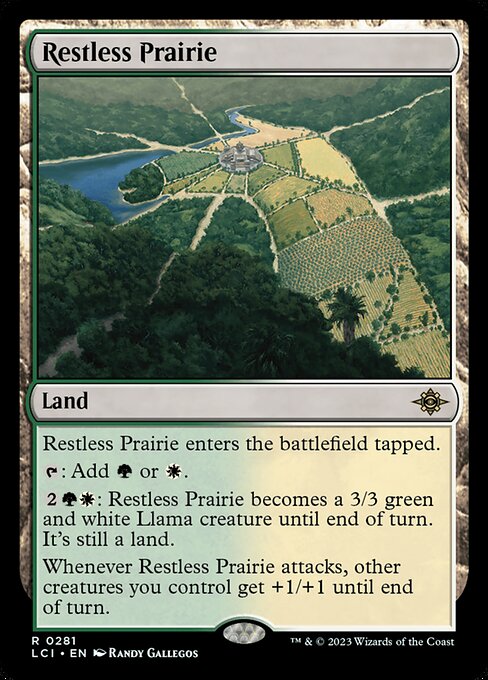 Restless Prairie
Land
Restless Prairie enters the battlefield tapped.
: Add or .
2 : Restless Prairie becomes a 3/3 green
and white Llama creature until end of turn.
It's still a land.
Whenever Restless Prairie attacks, other
creatures you control get +1/+1 until end
of turn.
R 0281
™ & © 2023 Wizards of the Coast
LCI • EN Randy Gallegos